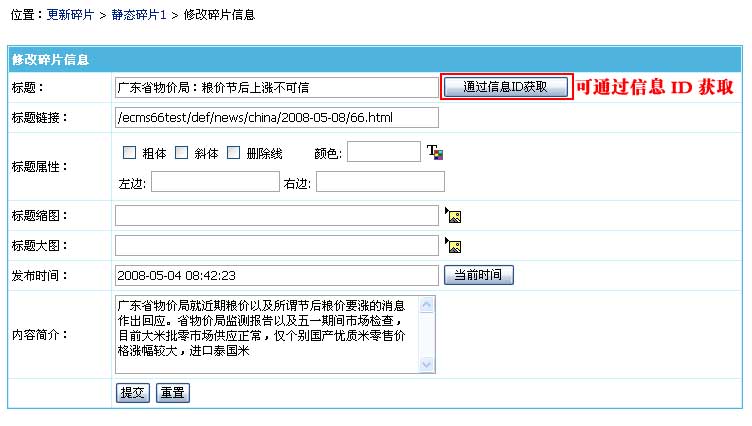 位置：更新碎片 > 静态碎片1 > 修改碎片信息
修改碎片信息
标题： 广东省物价局：粮价节后上涨不可信 通过信息ID获取 可通过信息 ID 获取
标题链接： /ecms66test/def/news/china/2008-05-08/66.html
标题属性： 粗体 斜体 删除线 颜色:
左边: 右边:
标题缩图：
标题大图：
发布时间： 2008-05-04 08:42:23 当前时间
内容简介： 广东省物价局就近期粮价以及所谓节后粮价要涨的消息
作出回应。省物价局监测报告以及五一期间市场检查，
目前大米批零市场供应正常，仅个别国产优质米零售价
格涨幅较大，进口泰国米
提交 重置